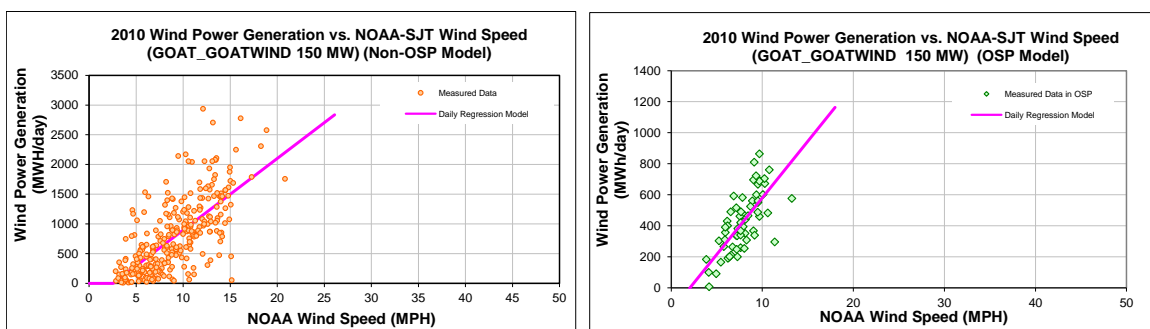 2010 Wind Power Generation vs. NOAA-SJT Wind Speed
(GOAT_GOATWIND 150 MW) (Non-OSP Model)
Wind Power Generation
(MWH/day)
3500
3000
2500
2000
1500
1000
500
0
Measured Data
Daily Regression Model
0 5 10 15 20 25 30 35 40 45 50
NOAA Wind Speed (MPH)
2010 Wind Power Generation vs. NOAA-SJT Wind Speed
(GOAT_GOATWIND 150 MW) (OSP Model)
Wind Power Generation
(MWh/day)
1400
1200
1000
800
600
400
200
0
Measured Data in OSP
Daily Regression Model
0 10 20 30 40 50
NOAA Wind Speed (MPH)